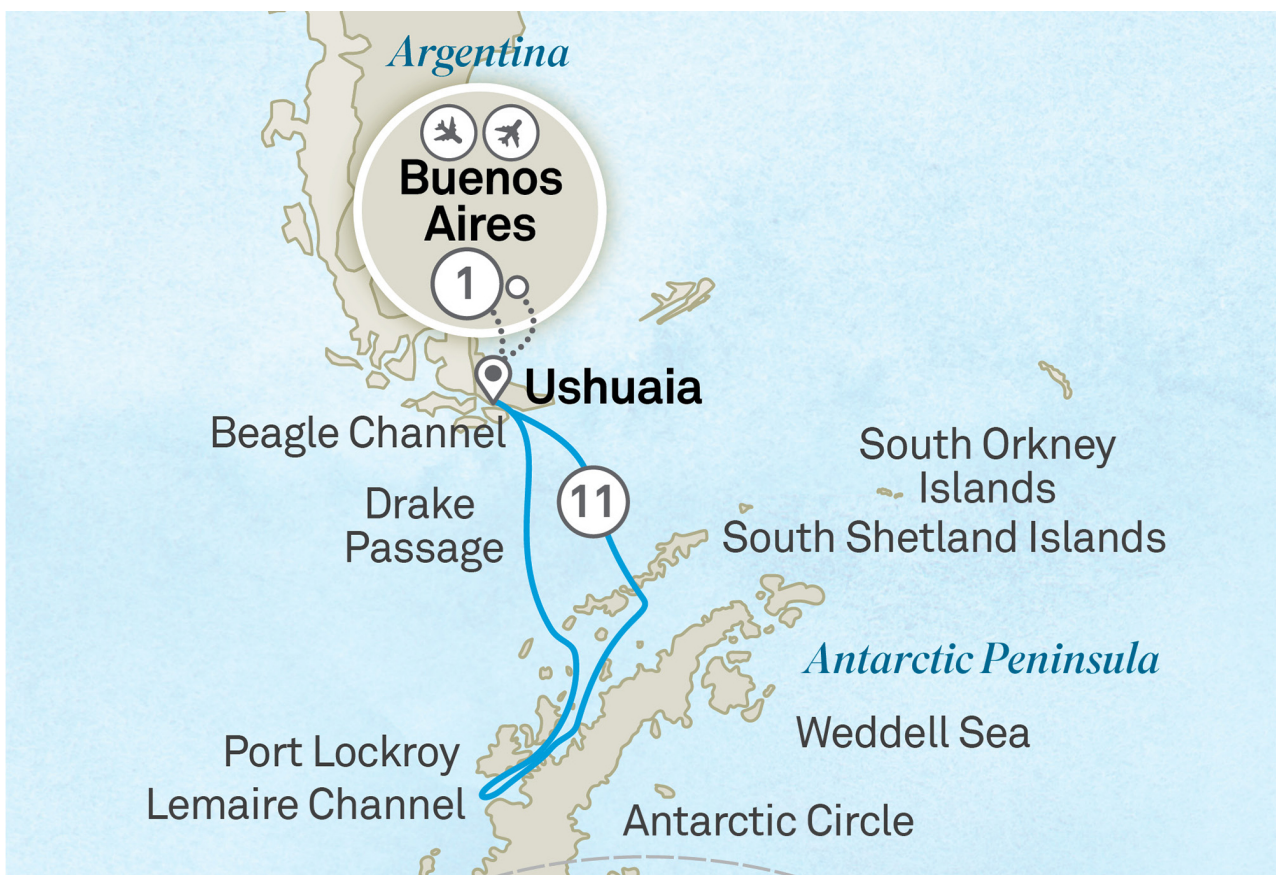 Argentina
Buenos
Aires
1
Ushuaia
Beagle Channel
Drake
Passage
11
South Orkney
Islands
South Shetland Islands
Antarctic Peninsula
Weddell Sea
Port Lockroy
Lemaire Channel
Antarctic Circle